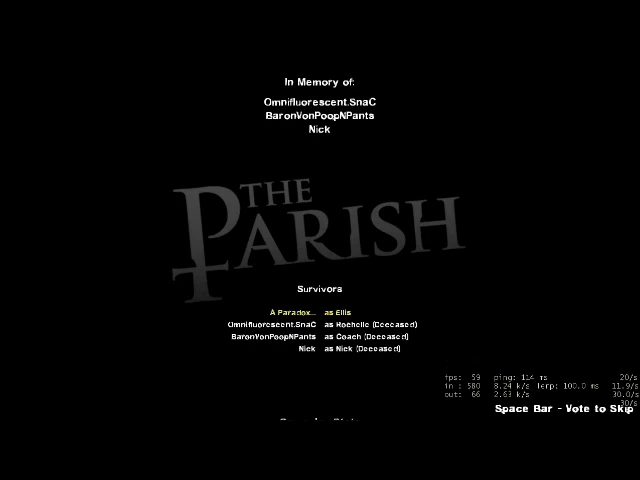 In Memory of:
Omnifluorescent.SnaC
BaronVonPoopNPants
Nick
THE
PARISH
Survivors
A Paradox... as Ellis
Omnifluorescent.SnaC as Rochelle (Deceased)
BaronVonPoopNPants as Coach (Deceased)
Nick as Nick (Deceased)
fps: 59 ping: 114 ms 20/s
in : 580 8.24 k/s lerp: 100.0 ms 11.9/s
out: 66 2.63 k/s 30.0/s
30/s
Space Bar - Vote to Skip